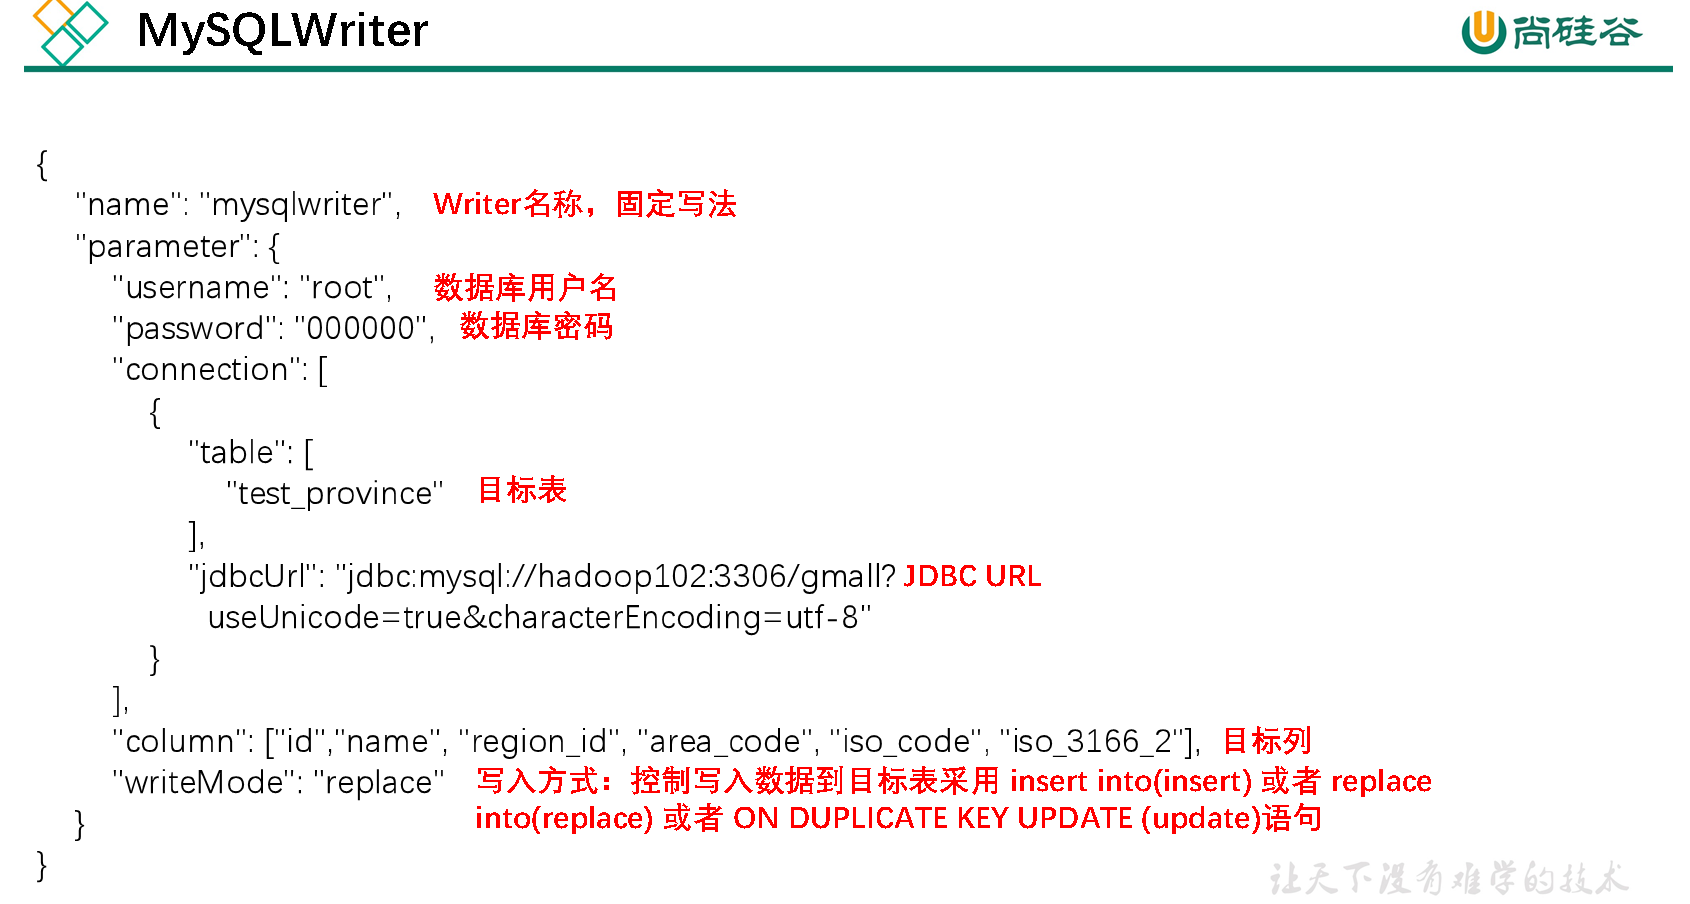 MySQLWriter
尚硅谷
{
"name": "mysqlwriter", Writer名称，固定写法
"parameter": {
"username": "root", 数据库用户名
"password": "000000", 数据库密码
"connection": [
{
"table": [
"test_province" 目标表
],
"jdbcUrl": "jdbc:mysql://hadoop102:3306/gmall? JDBC URL
useUnicode=true&characterEncoding=utf-8"
}
],
"column": ["id","name", "region_id", "area_code", "iso_code", "iso_3166_2"], 目标列
"writeMode": "replace" 写入方式：控制写入数据到目标表采用 insert into(insert) 或者 replace
} into(replace) 或者 ON DUPLICATE KEY UPDATE (update)语句
}
让天下没有难学的技术